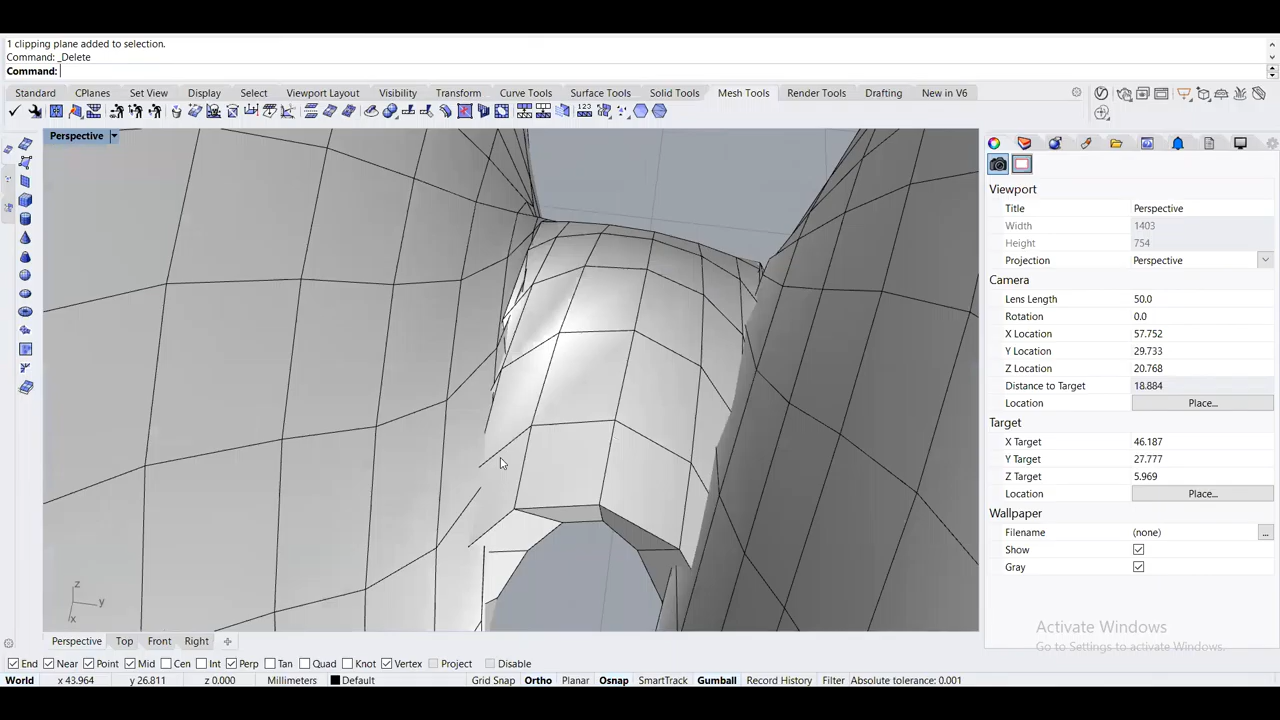 1 clipping plane added to selection.
Command: _Delete
Command:
Standard CPlanes Set View Display Select Viewport Layout Visibility Transform Curve Tools Surface Tools Solid Tools Mesh Tools Render Tools Drafting New in V6
Perspective
Viewport
Title Perspective
Width 1403
Height 754
Projection Perspective
Camera
Lens Length 50.0
Rotation 0.0
X Location 57.752
Y Location 29.733
Z Location 20.768
Distance to Target 18.884
Location Place...
Target
X Target 46.187
Y Target 27.777
Z Target 5.969
Location Place...
Wallpaper
Filename (none) ...
Show
Gray
z
y
x
Activate Windows
Go to Settings to activate Windows.
Perspective Top Front Right
End Near Point Mid Cen Int Perp Tan Quad Knot Vertex Project Disable
World x 43.964 y 26.811 z 0.000 Millimeters Default Grid Snap Ortho Planar Osnap SmartTrack Gumball Record History Filter Absolute tolerance: 0.001